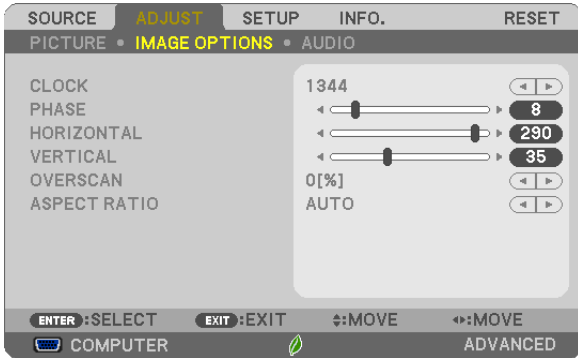 SOURCE ADJUST SETUP INFO. RESET
PICTURE • IMAGE OPTIONS • AUDIO
CLOCK 1344
PHASE 8
HORIZONTAL 290
VERTICAL 35
OVERSCAN 0[%]
ASPECT RATIO AUTO
ENTER :SELECT EXIT :EXIT :MOVE :MOVE
COMPUTER ADVANCED